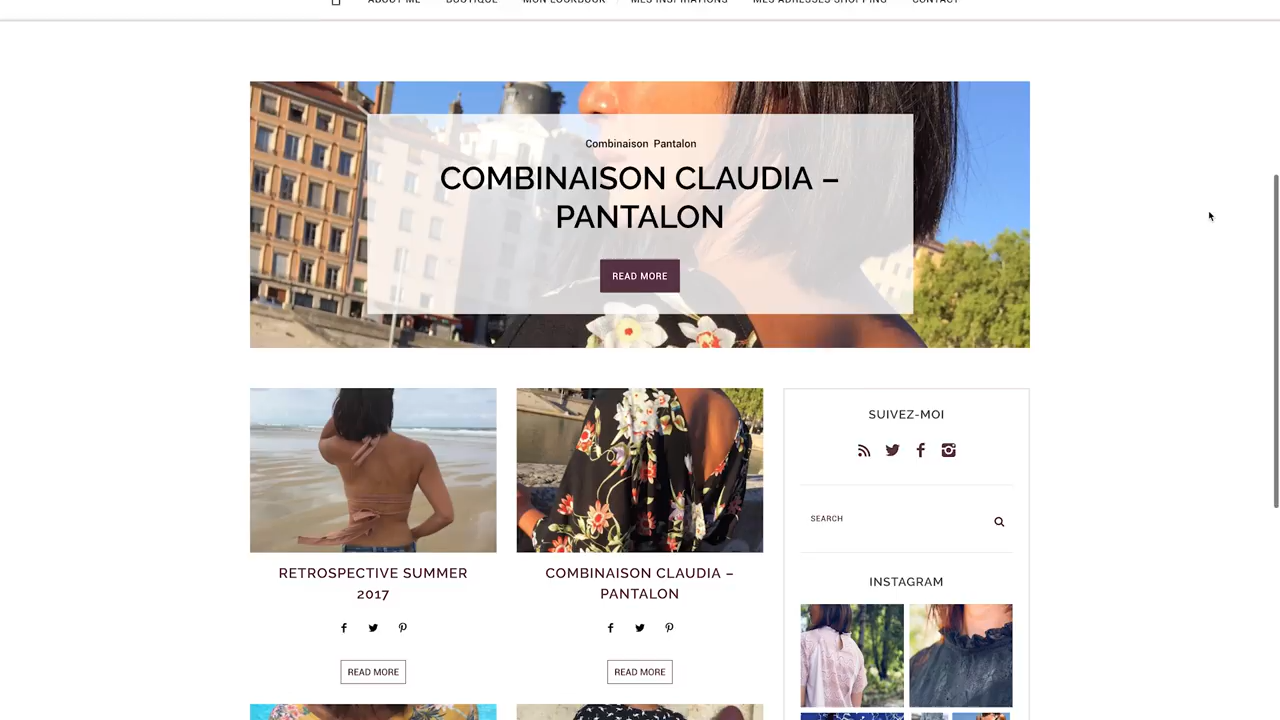 ABOUT ME BOUTIQUE MON LOOKBOOK MES INSPIRATIONS MES ADRESSES SHOPPING CONTACT
Combinaison Pantalon
COMBINAISON CLAUDIA –
PANTALON
READ MORE
RETROSPECTIVE SUMMER
2017
READ MORE
COMBINAISON CLAUDIA –
PANTALON
READ MORE
SUIVEZ-MOI
SEARCH
INSTAGRAM